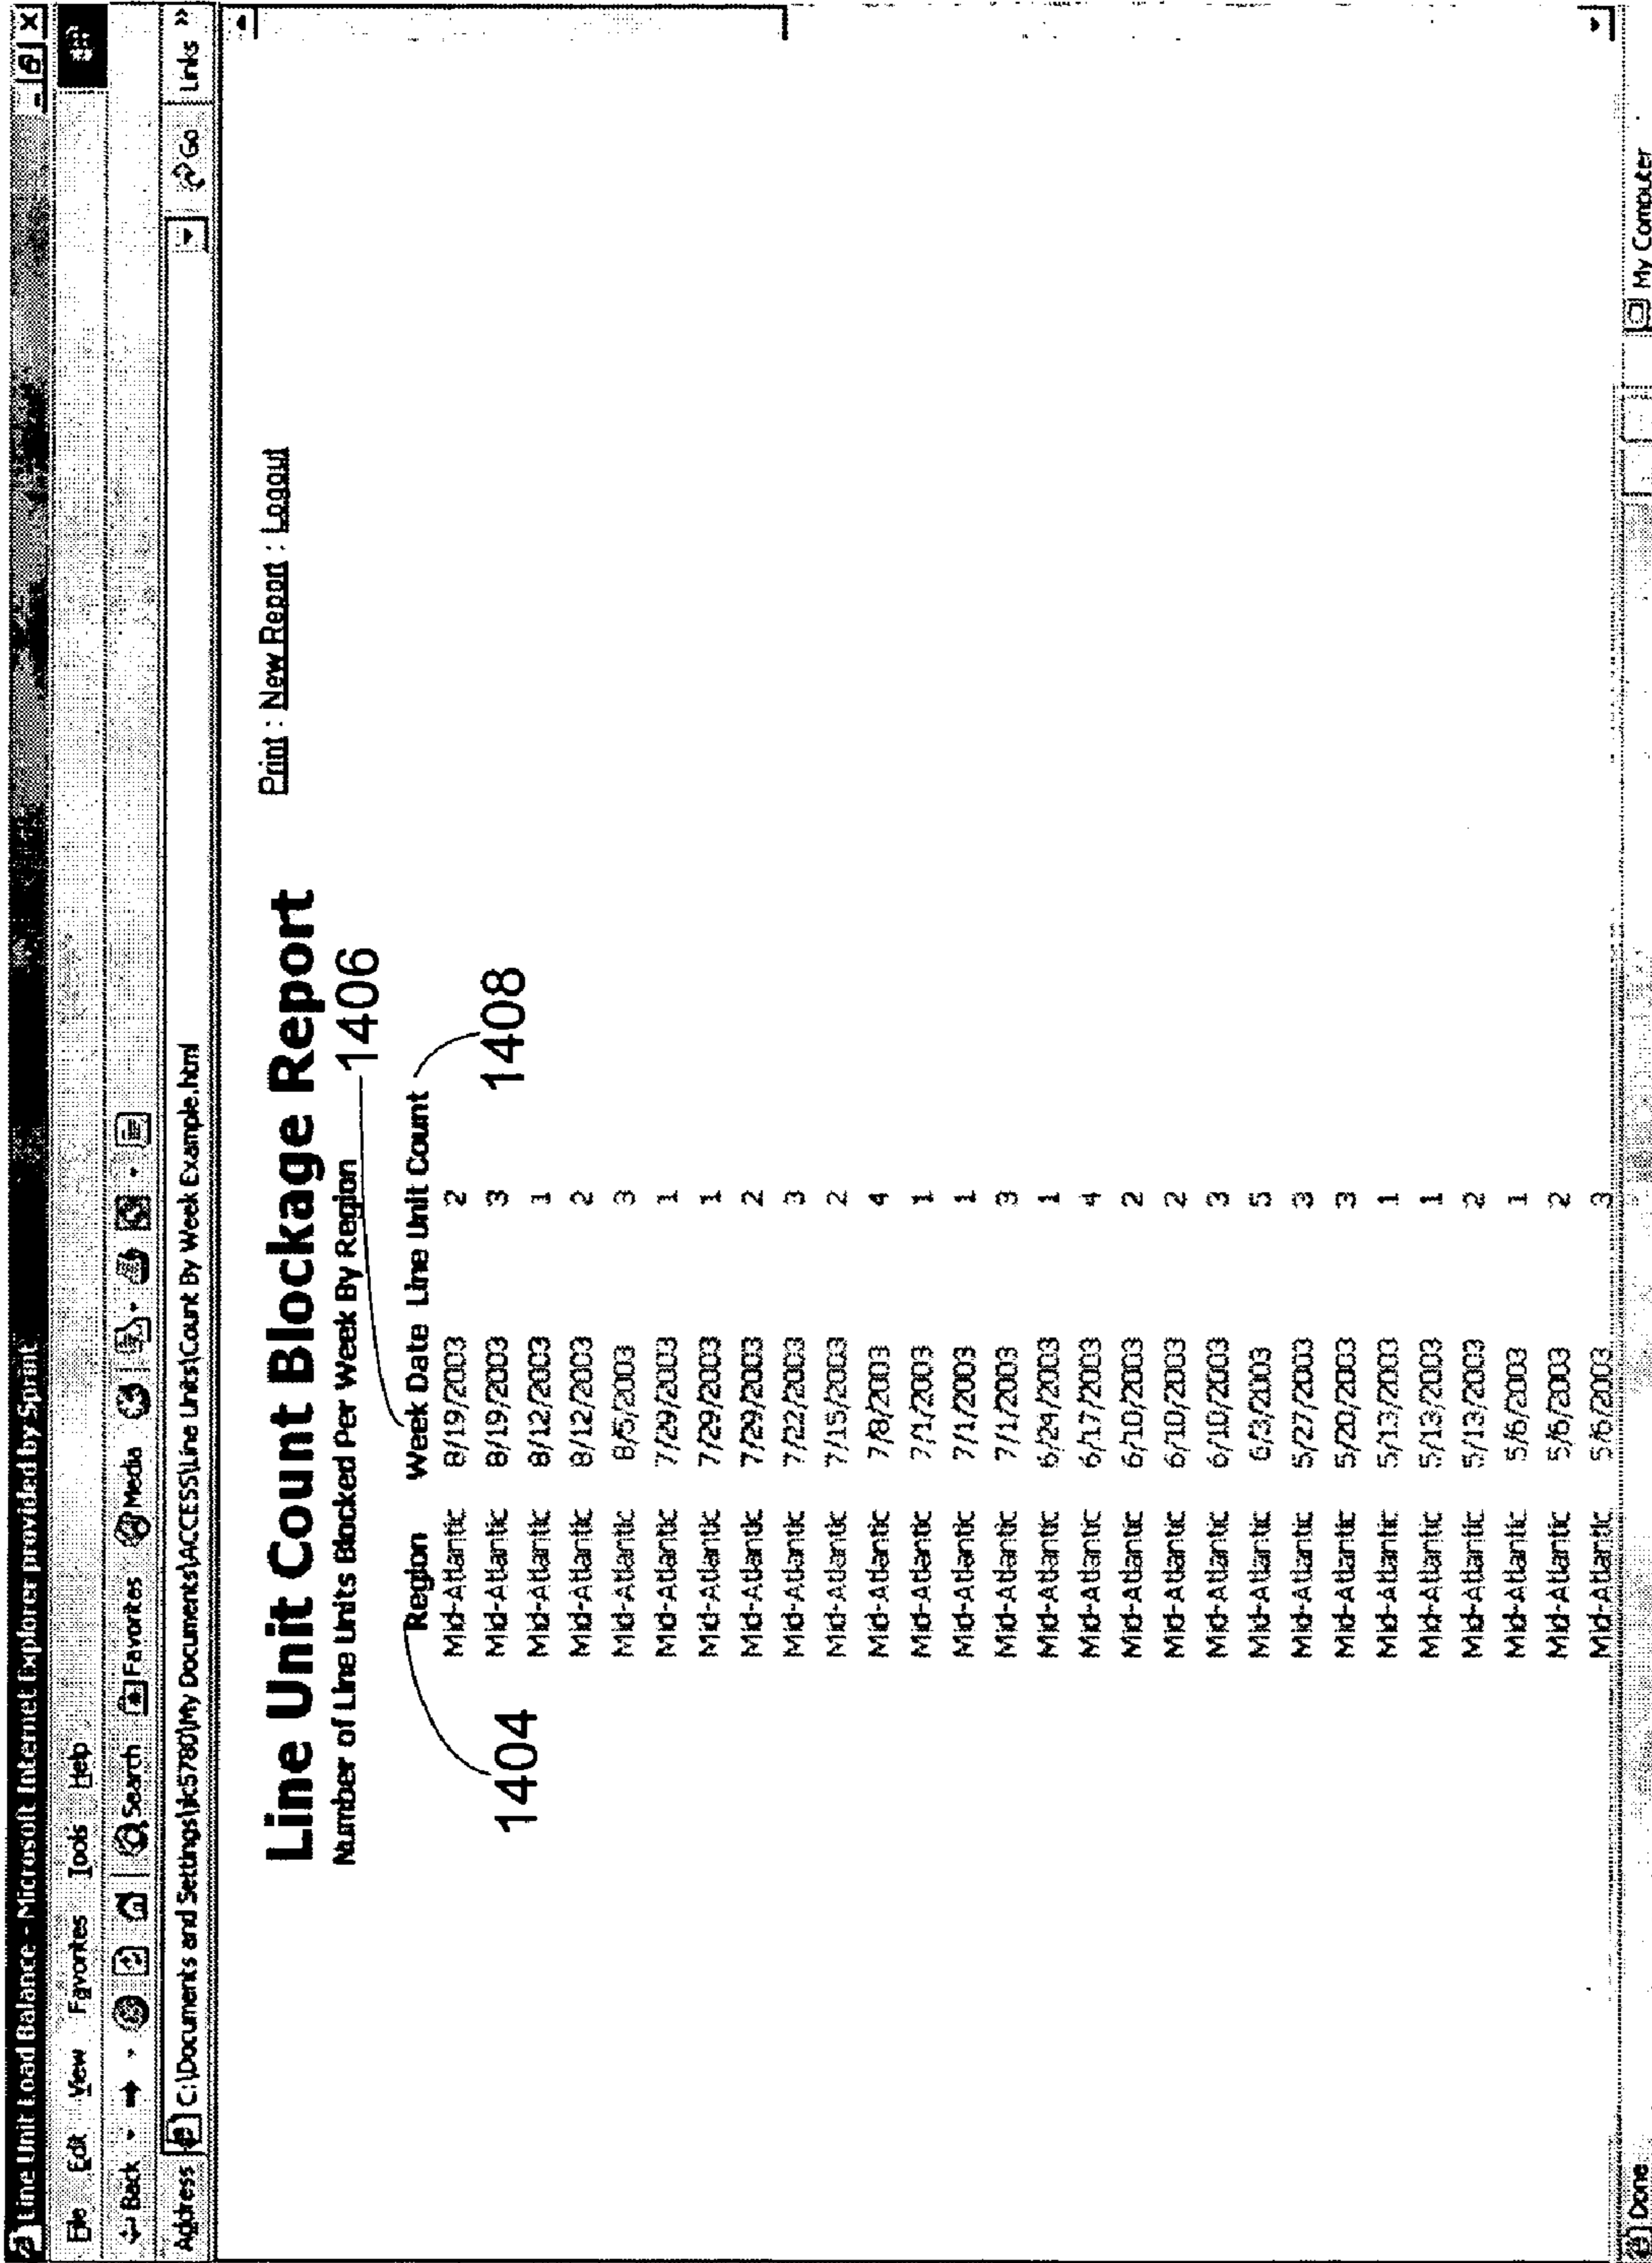 Line Unit Load Balance - Microsoft Internet Explorer provided by Sprint
File Edit View Favorites Tools Help
Back Search Favorites Media
Address C:\Documents and Settings\jkc5780\My Documents\ACCESS\Line Units\Count By Week Example.html Go Links »
Line Unit Count Blockage Report Print : New Report : Logout
Number of Line Units Blocked Per Week By Region 1406
Region Week Date Line Unit Count
1404 1408
Mid-Atlantic 8/19/2003 2
Mid-Atlantic 8/19/2003 3
Mid-Atlantic 8/12/2003 1
Mid-Atlantic 8/12/2003 2
Mid-Atlantic 8/5/2003 3
Mid-Atlantic 7/29/2003 1
Mid-Atlantic 7/29/2003 1
Mid-Atlantic 7/29/2003 2
Mid-Atlantic 7/22/2003 3
Mid-Atlantic 7/15/2003 2
Mid-Atlantic 7/8/2003 4
Mid-Atlantic 7/1/2003 1
Mid-Atlantic 7/1/2003 1
Mid-Atlantic 7/1/2003 3
Mid-Atlantic 6/24/2003 1
Mid-Atlantic 6/17/2003 4
Mid-Atlantic 6/10/2003 2
Mid-Atlantic 6/10/2003 2
Mid-Atlantic 6/10/2003 3
Mid-Atlantic 6/3/2003 5
Mid-Atlantic 5/27/2003 3
Mid-Atlantic 5/20/2003 3
Mid-Atlantic 5/13/2003 1
Mid-Atlantic 5/13/2003 1
Mid-Atlantic 5/13/2003 2
Mid-Atlantic 5/6/2003 1
Mid-Atlantic 5/6/2003 2
Mid-Atlantic 5/6/2003 3
Done My Computer